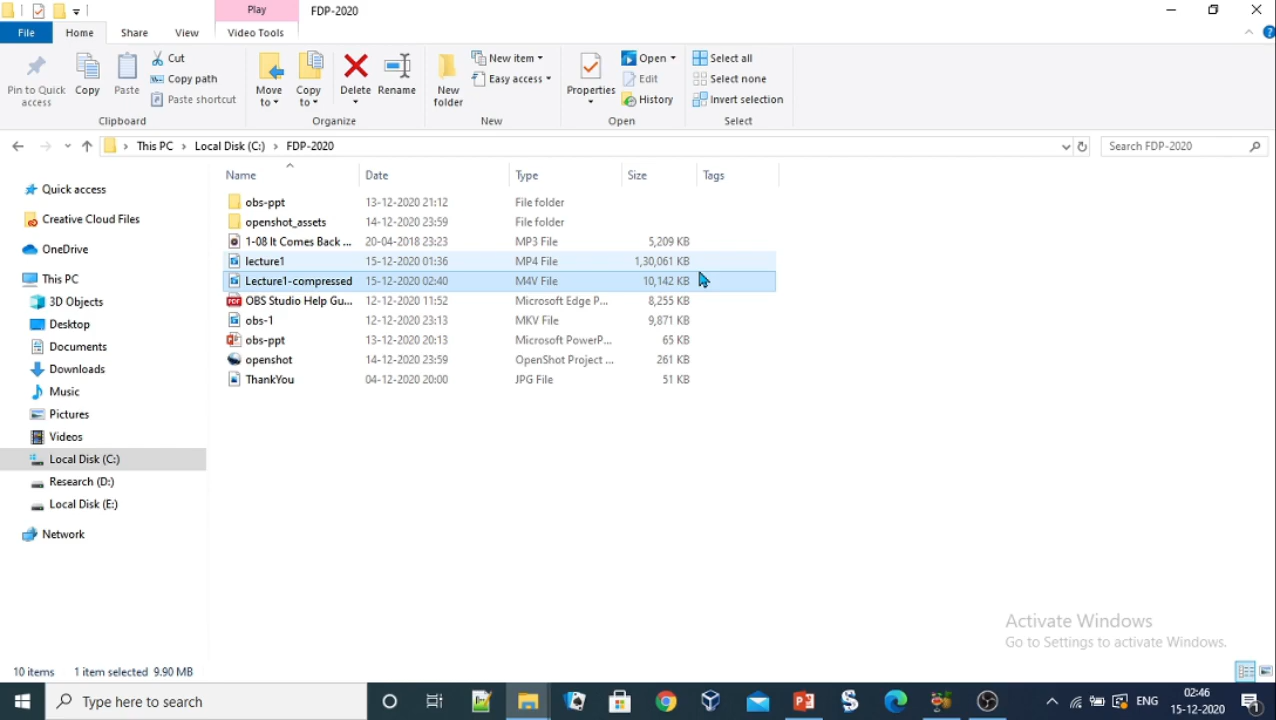 Play
FDP-2020
File Home Share View Video Tools
Pin to Quick access
Copy
Paste
Cut
Copy path
Paste shortcut
Clipboard
Move to
Copy to
Delete
Rename
Organize
New folder
New item
Easy access
New
Properties
Open
Edit
History
Open
Select all
Select none
Invert selection
Select
This PC Local Disk (C:) FDP-2020
Search FDP-2020
Name Date Type Size Tags
obs-ppt 13-12-2020 21:12 File folder
openshot_assets 14-12-2020 23:59 File folder
1-08 It Comes Back ... 20-04-2018 23:23 MP3 File 5,209 KB
lecture1 15-12-2020 01:36 MP4 File 1,30,061 KB
Lecture1-compressed 15-12-2020 02:40 M4V File 10,142 KB
OBS Studio Help Gu... 12-12-2020 11:52 Microsoft Edge P... 8,255 KB
obs-1 12-12-2020 23:13 MKV File 9,871 KB
obs-ppt 13-12-2020 20:13 Microsoft PowerP... 65 KB
openshot 14-12-2020 23:59 OpenShot Project ... 261 KB
ThankYou 04-12-2020 20:00 JPG File 51 KB
Quick access
Creative Cloud Files
OneDrive
This PC
3D Objects
Desktop
Documents
Downloads
Music
Pictures
Videos
Local Disk (C:)
Research (D:)
Local Disk (E:)
Network
Activate Windows
Go to Settings to activate Windows.
10 items 1 item selected 9.90 MB
Type here to search
ENG
02:46
15-12-2020
1